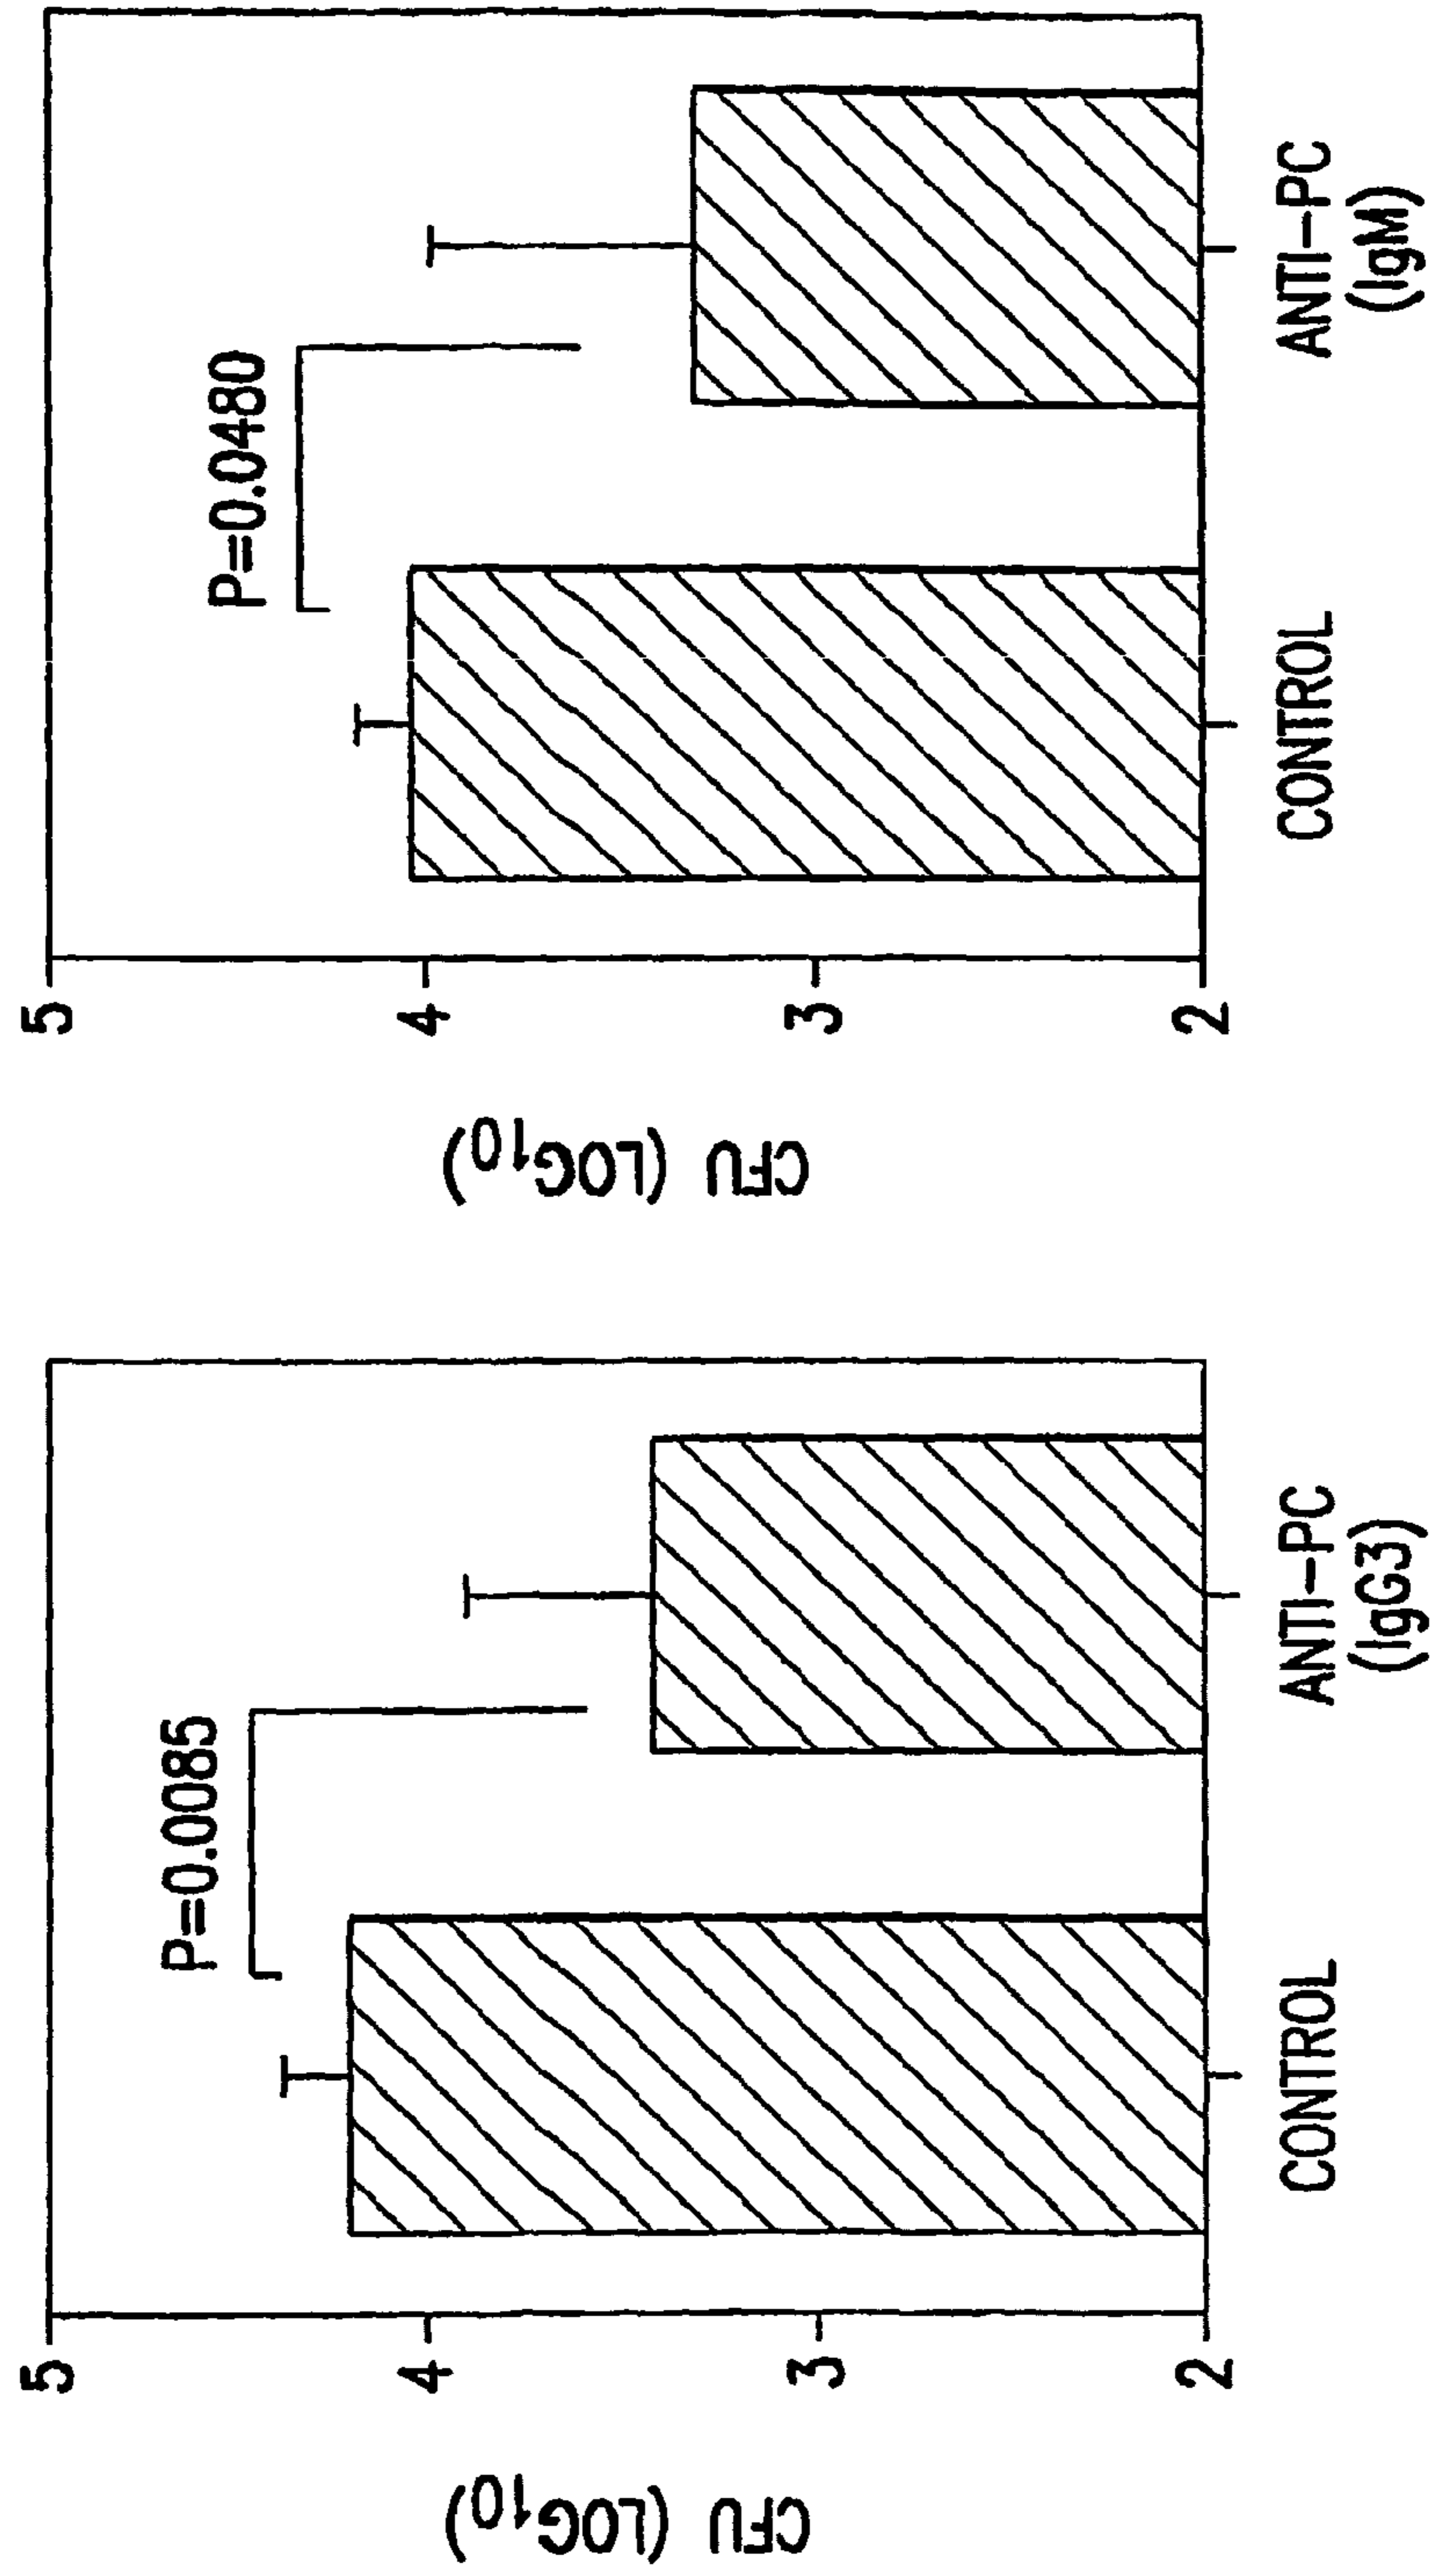 CFU (LOG10)
5
4
3
2
P=0.0085
CONTROL
ANTI–PC
(IgG3)
CFU (LOG10)
5
4
3
2
P=0.0480
CONTROL
ANTI–PC
(IgM)